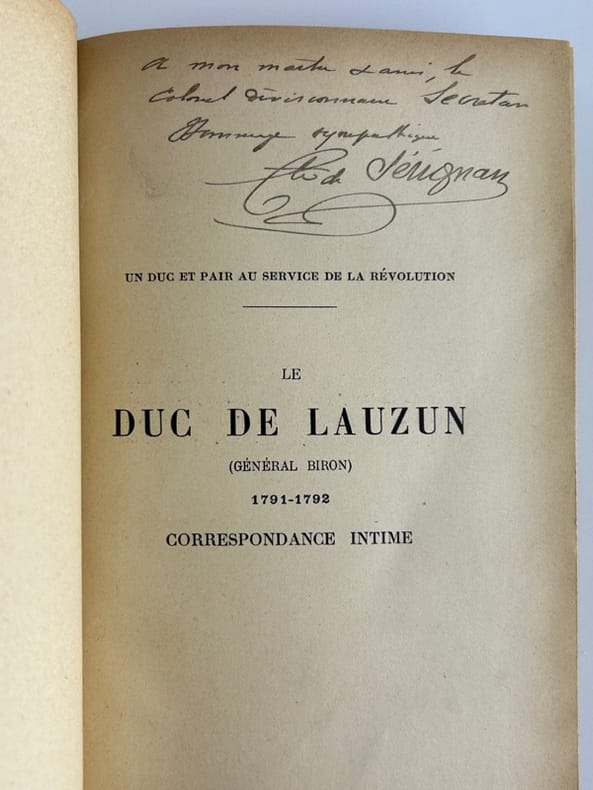 A mon maître & ami, le
Colonel divisionnaire Secretan
Hommage sympathique
de Sérignan
UN DUC ET PAIR AU SERVICE DE LA RÉVOLUTION
LE
DUC DE LAUZUN
(GÉNÉRAL BIRON)
1791-1792
CORRESPONDANCE INTIME